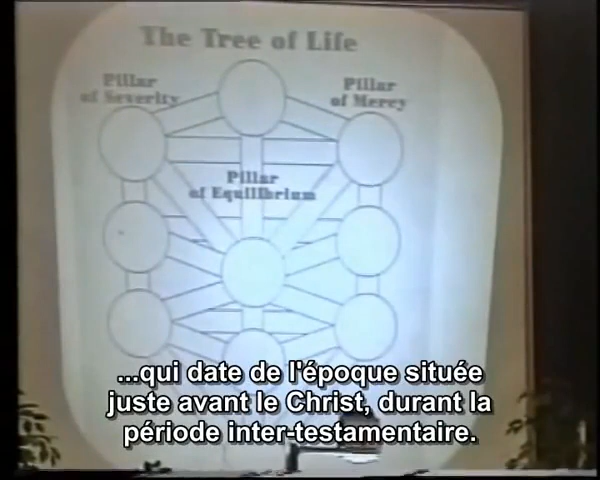 The Tree of Life
Pillar
of Severity
Pillar
of Mercy
Pillar
of Equilibrium
...qui date de l'époque située
juste avant le Christ, durant la
période inter-testamentaire.